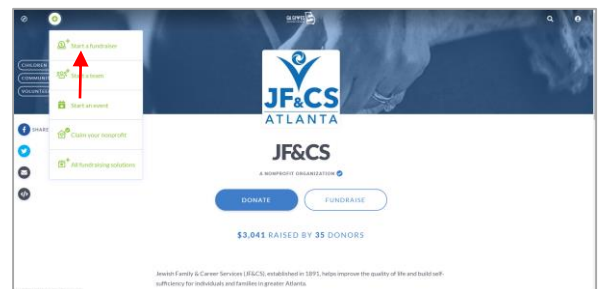 GA GIVES
Start a fundraiser
Start a team
Start an event
Claim your nonprofit
All fundraising solutions
CHILDREN
COMMUNI
VOLUNTEE
SHARE
JF&CS
ATLANTA
JF&CS
A NONPROFIT ORGANIZATION
DONATE
FUNDRAISE
$3,041 RAISED BY 35 DONORS
Jewish Family & Career Services (JF&CS), established in 1891, helps improve the quality of life and build self-
sufficiency for individuals and families in greater Atlanta.